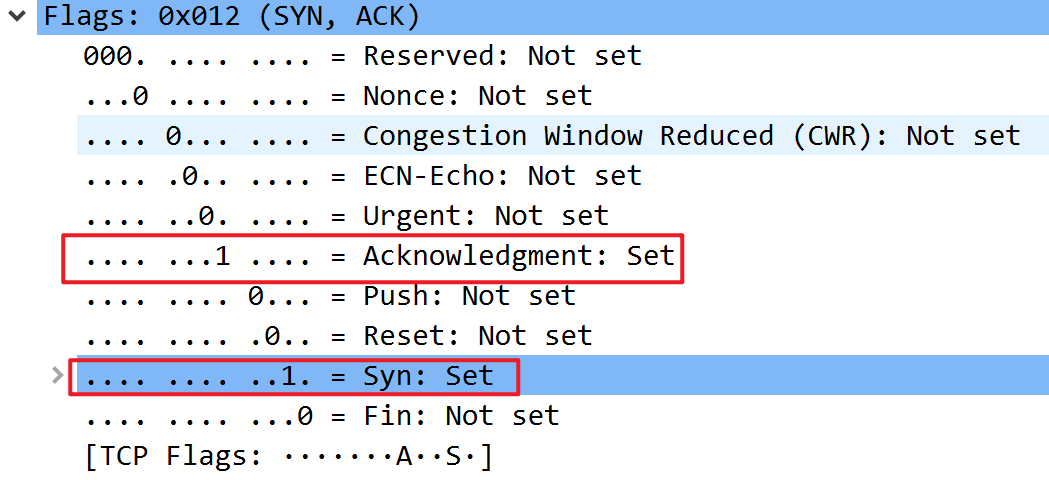 Flags: 0x012 (SYN, ACK)
000. .... .... = Reserved: Not set
...0 .... .... = Nonce: Not set
.... 0... .... = Congestion Window Reduced (CWR): Not set
.... .0.. .... = ECN-Echo: Not set
.... ..0. .... = Urgent: Not set
.... ...1 .... = Acknowledgment: Set
.... .... 0... = Push: Not set
.... .... .0.. = Reset: Not set
.... .... ..1. = Syn: Set
.... .... ...0 = Fin: Not set
[TCP Flags: ·······A··S·]